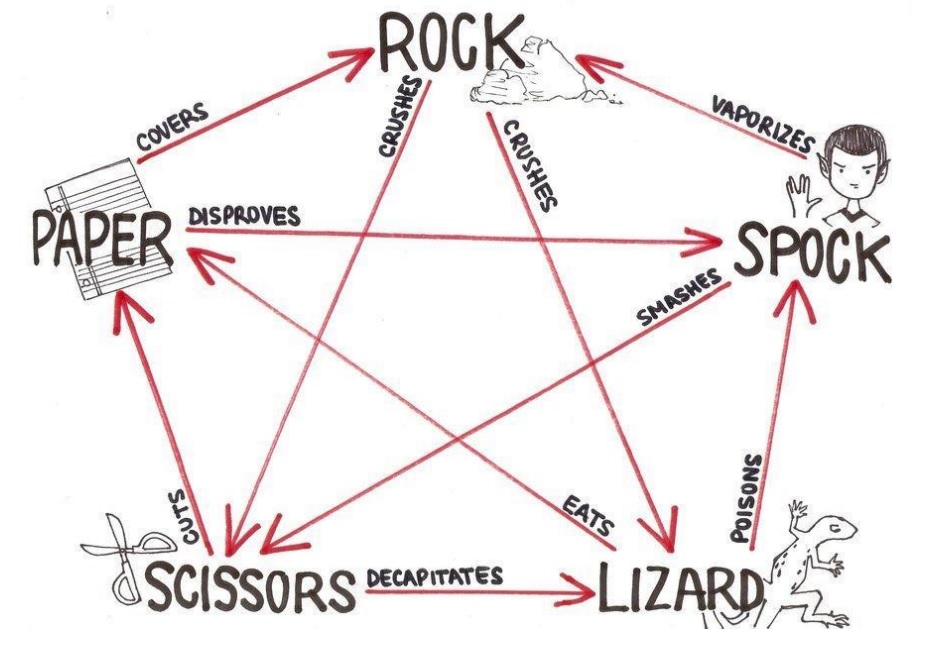 ROCK
COVERS
CRUSHES
CRUSHES
VAPORIZES
PAPER
DISPROVES
SPOCK
SMASHES
CUTS
EATS
POISONS
SCISSORS
DECAPITATES
LIZARD